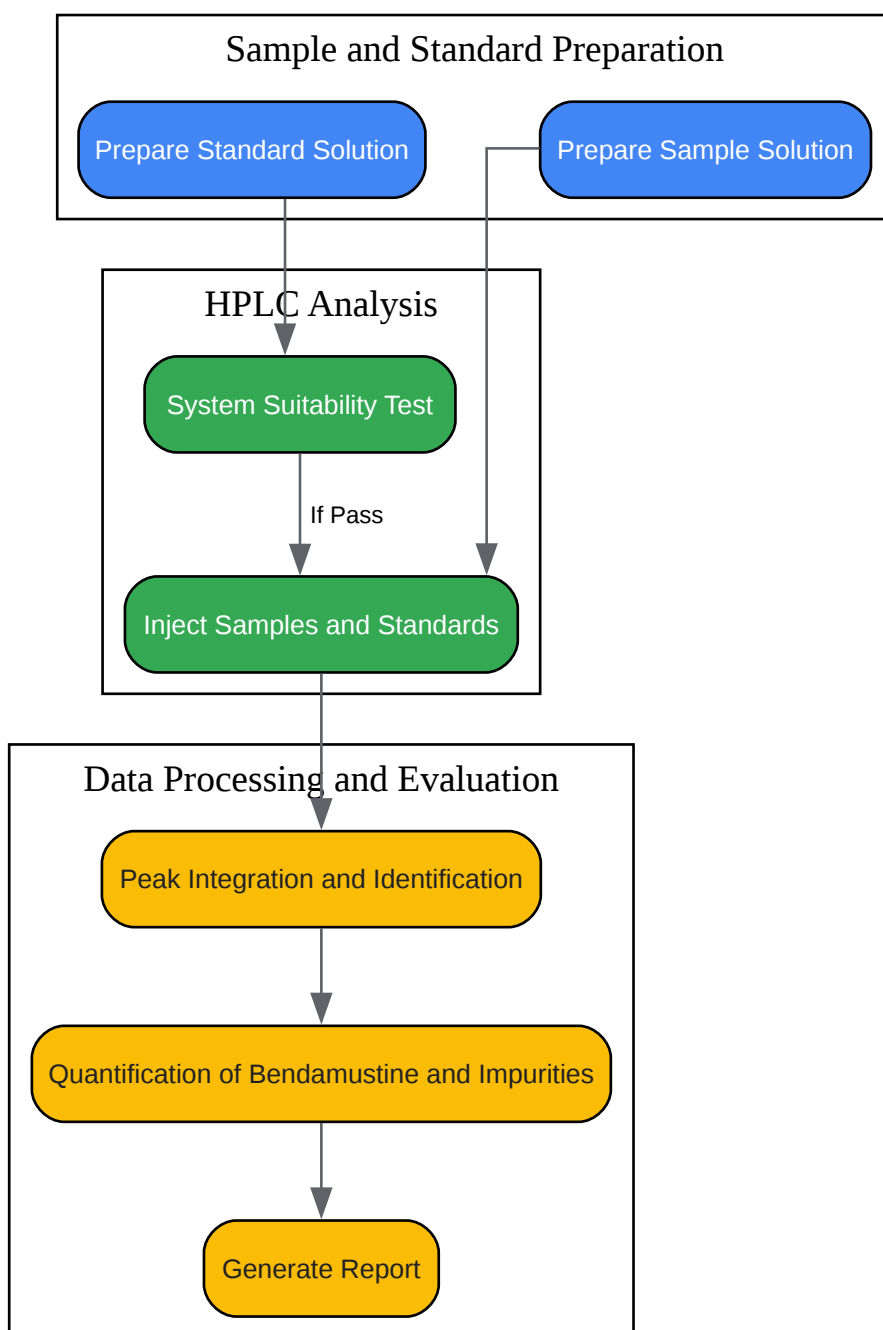 Sample and Standard Preparation
Prepare Standard Solution
Prepare Sample Solution
HPLC Analysis
System Suitability Test
If Pass
Inject Samples and Standards
Data Processing and Evaluation
Peak Integration and Identification
Quantification of Bendamustine and Impurities
Generate Report